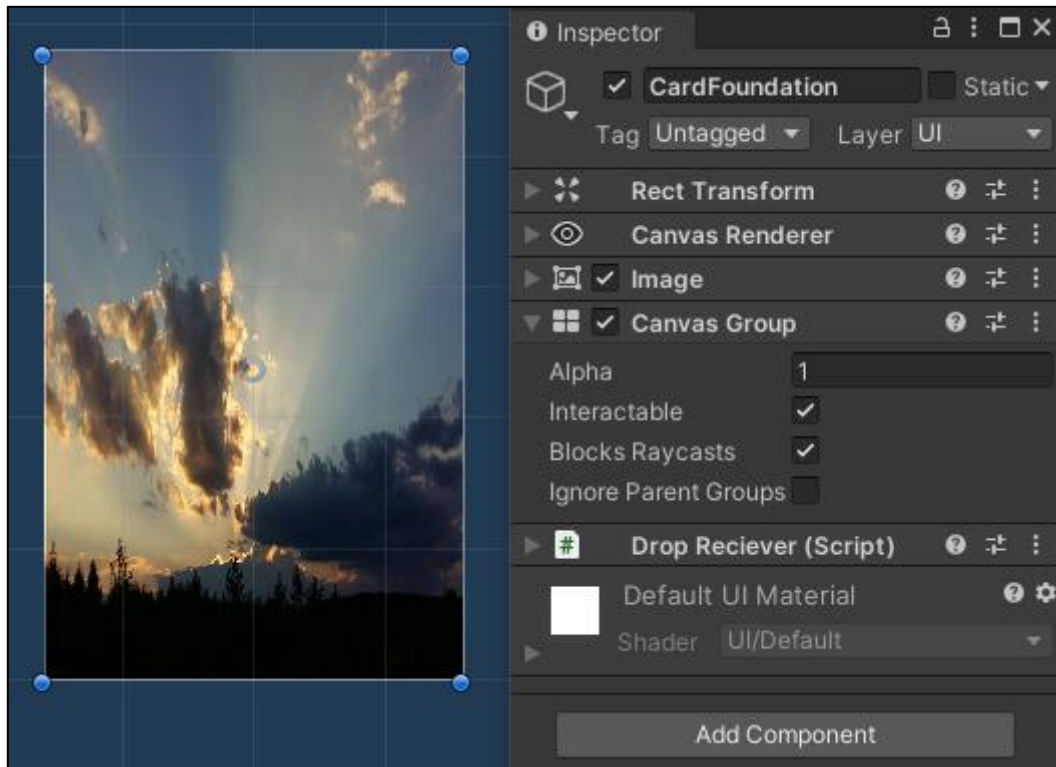 Inspector
CardFoundation Static
Tag Untagged Layer UI
Rect Transform
Canvas Renderer
Image
Canvas Group
Alpha 1
Interactable
Blocks Raycasts
Ignore Parent Groups
# Drop Reciever (Script)
Default UI Material
Shader UI/Default
Add Component